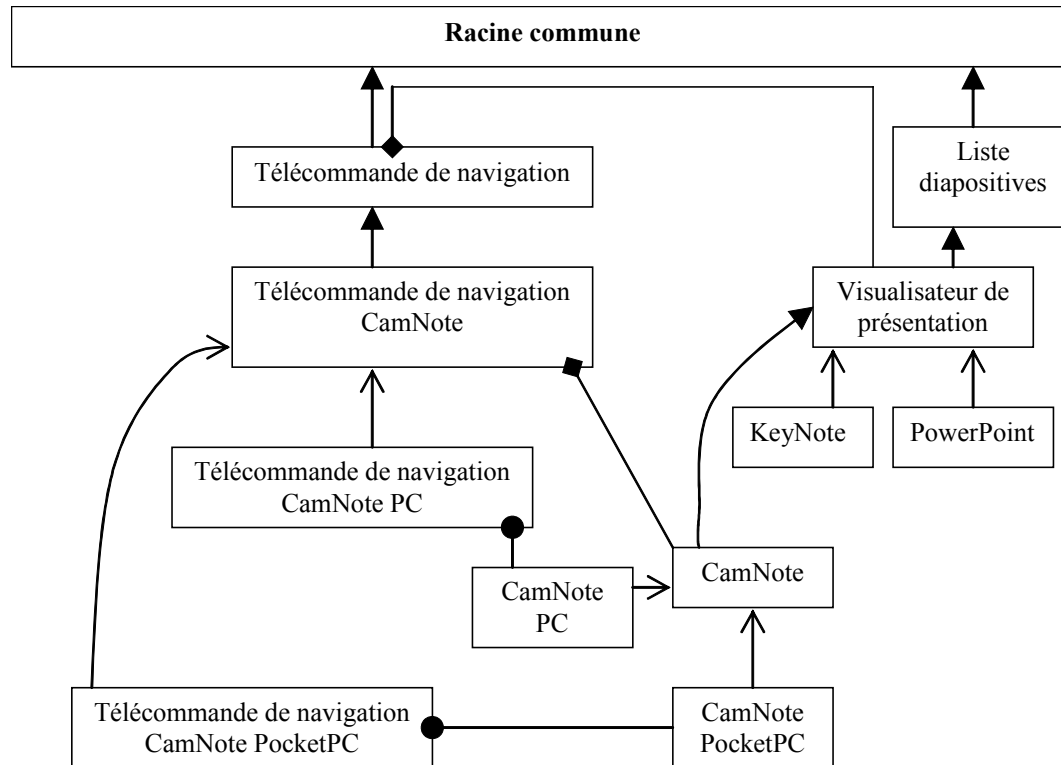 Racine commune
Télécommande de navigation
Liste
diapositives
Télécommande de navigation
CamNote
Visualisateur de
présentation
KeyNote
PowerPoint
Télécommande de navigation
CamNote PC
CamNote
CamNote
PC
Télécommande de navigation
CamNote PocketPC
CamNote
PocketPC